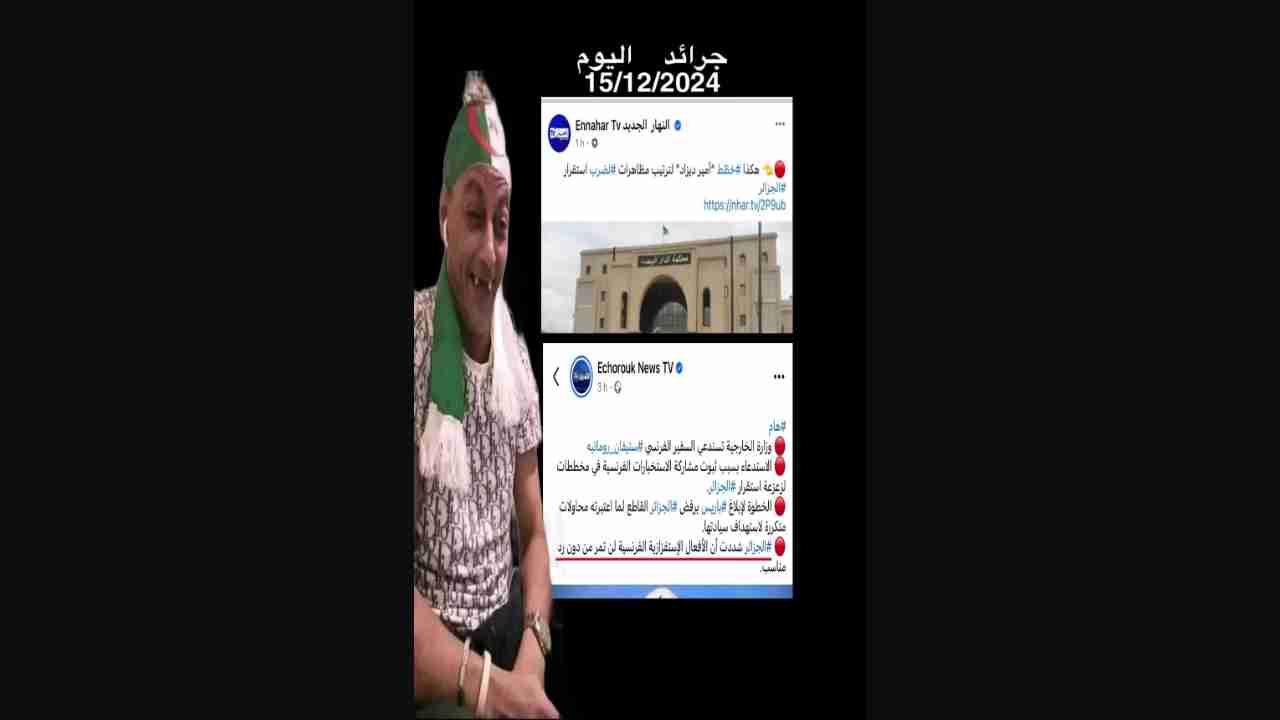 جرائد اليوم
15/12/2024
Ennahar Tv النهار الجديد
1h
هكذا #خطط "أمير ديزاد" لترتيب مظاهرات #لضرب استقرار
#الجزائر
https://nhar.tv/2P9ub
محكمة الدار البيضاء
Echorouk News TV
3h
#هام
وزارة الخارجية تستدعي السفير الفرنسي #ستيفان_روماتيه
الاستدعاء بسبب ثبوت مشاركة الاستخبارات الفرنسية في مخططات
لزعزعة استقرار #الجزائر.
الخطوة لإبلاغ #باريس برفض #الجزائر القاطع لما اعتبرته محاولات
متكررة لاستهداف سيادتها.
#الجزائر شددت أن الأفعال الإستفزازية الفرنسية لن تمر من دون رد
مناسب.